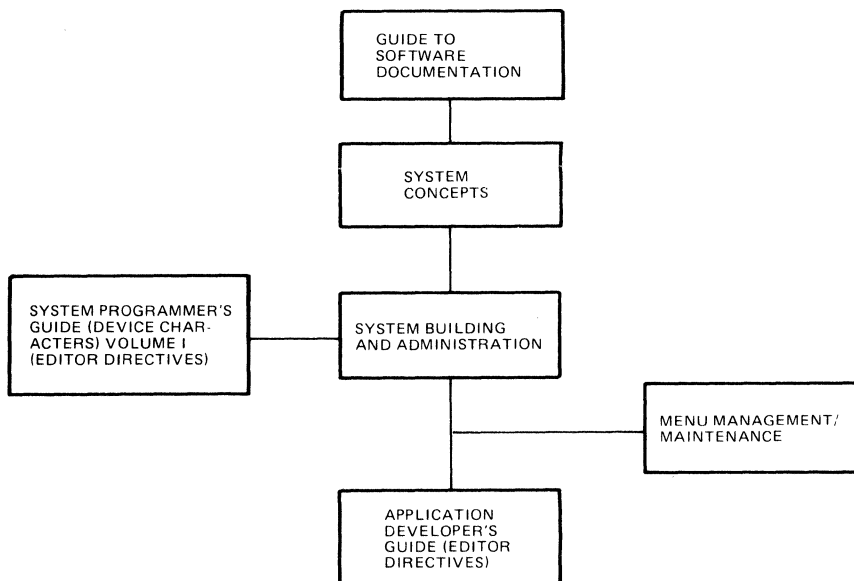 GUIDE TO
SOFTWARE
DOCUMENTATION
SYSTEM
CONCEPTS
SYSTEM PROGRAMMER'S
GUIDE (DEVICE CHAR-
ACTERS) VOLUME I
(EDITOR DIRECTIVES)
SYSTEM BUILDING
AND ADMINISTRATION
MENU MANAGEMENT/
MAINTENANCE
APPLICATION
DEVELOPER'S
GUIDE (EDITOR
DIRECTIVES)